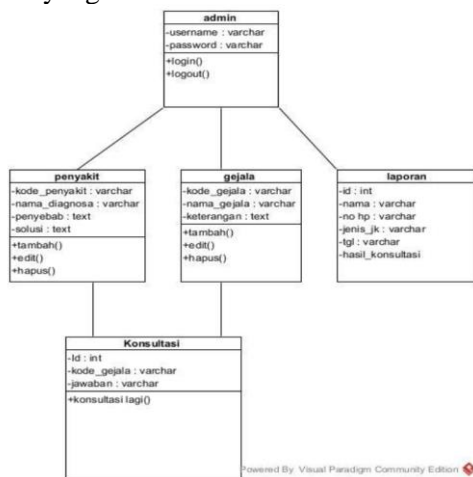 admin
-username : varchar
-password : varchar
+login()
+logout()
penyakit
-kode_penyakit : varchar
-nama_diagnosa : varchar
-penyebab : text
-solusi : text
+tambah()
+edit()
+hapus()
gejala
-kode_gejala : varchar
-nama_gejala : varchar
-keterangan : text
+tambah()
+edit()
+hapus()
laporan
-id : int
-nama : varchar
-no hp : varchar
-jenis_jk : varchar
-tgl : varchar
-hasil_konsultasi
Konsultasi
-Id : int
-kode_gejala : varchar
-jawaban : varchar
+konsultasi lagi()
Powered By Visual Paradigm Community Edition